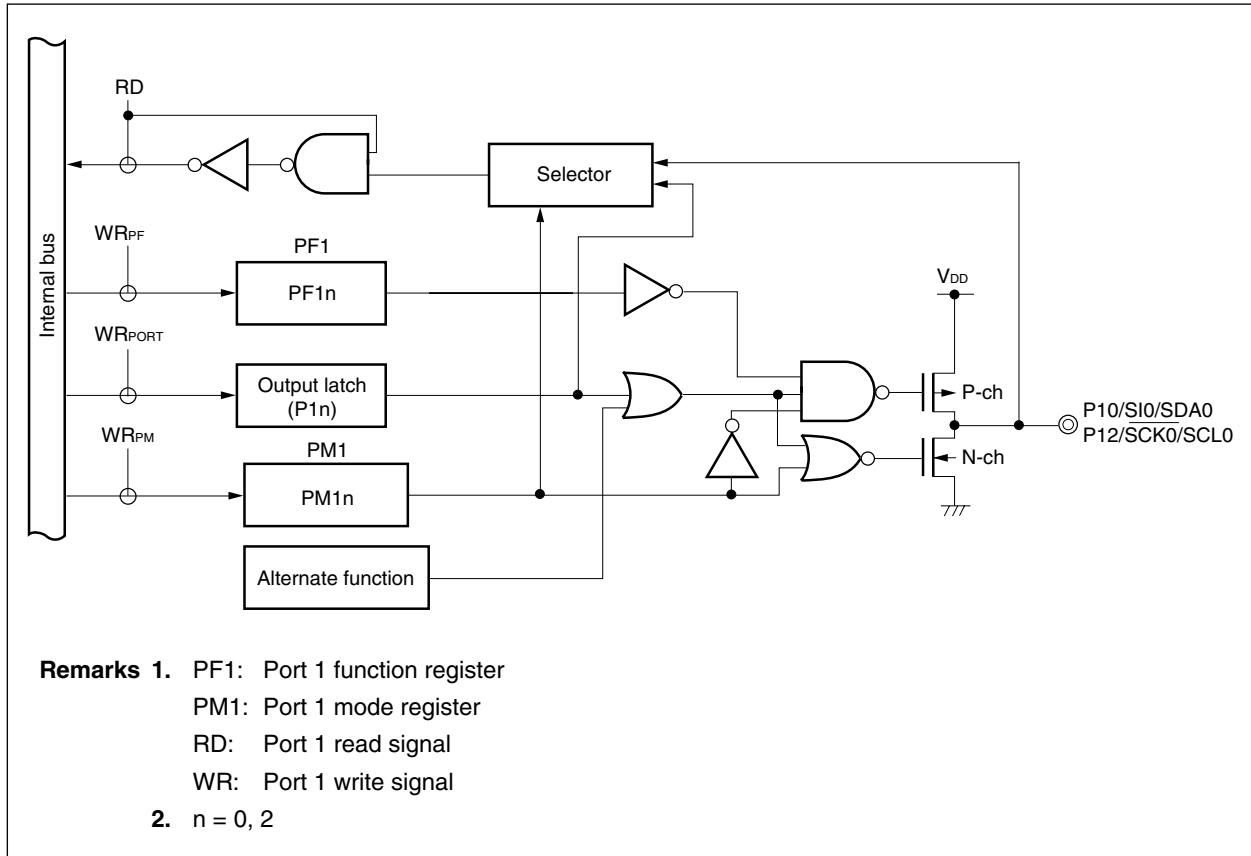 RD
Selector
Internal bus
WRPF
PF1
PF1n
VDD
WRPORT
Output latch
(P1n)
P-ch
P10/SI0/SDA0
P12/SCK0/SCL0
WRPM
PM1
PM1n
N-ch
Alternate function
Remarks 1. PF1: Port 1 function register
PM1: Port 1 mode register
RD: Port 1 read signal
WR: Port 1 write signal
2. n = 0, 2